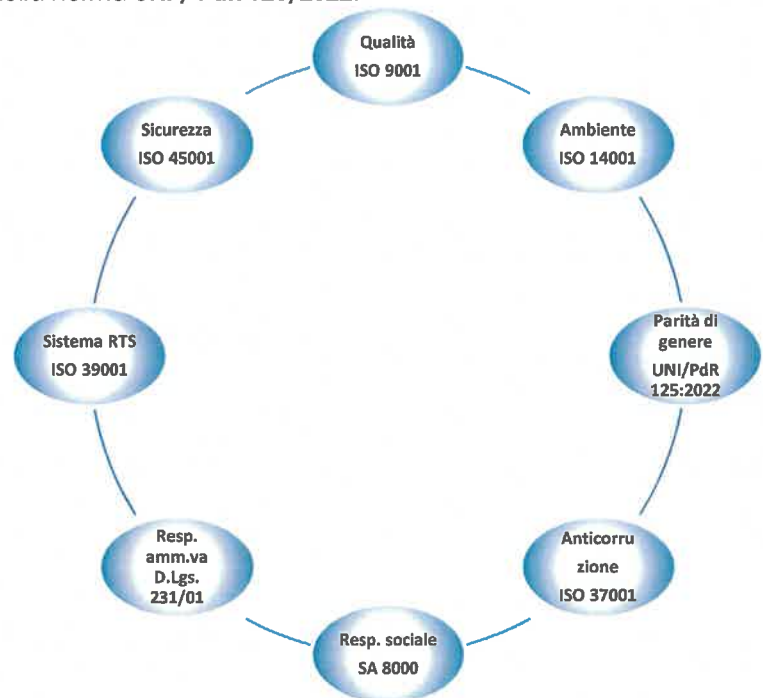 Qualità
ISO 9001
Sicurezza
ISO 45001
Ambiente
ISO 14001
Sistema RTS
ISO 39001
Parità di
genere
UNI/PdR
125:2022
Resp.
amm.va
D.Lgs.
231/01
Anticorru
zione
ISO 37001
Resp. sociale
SA 8000